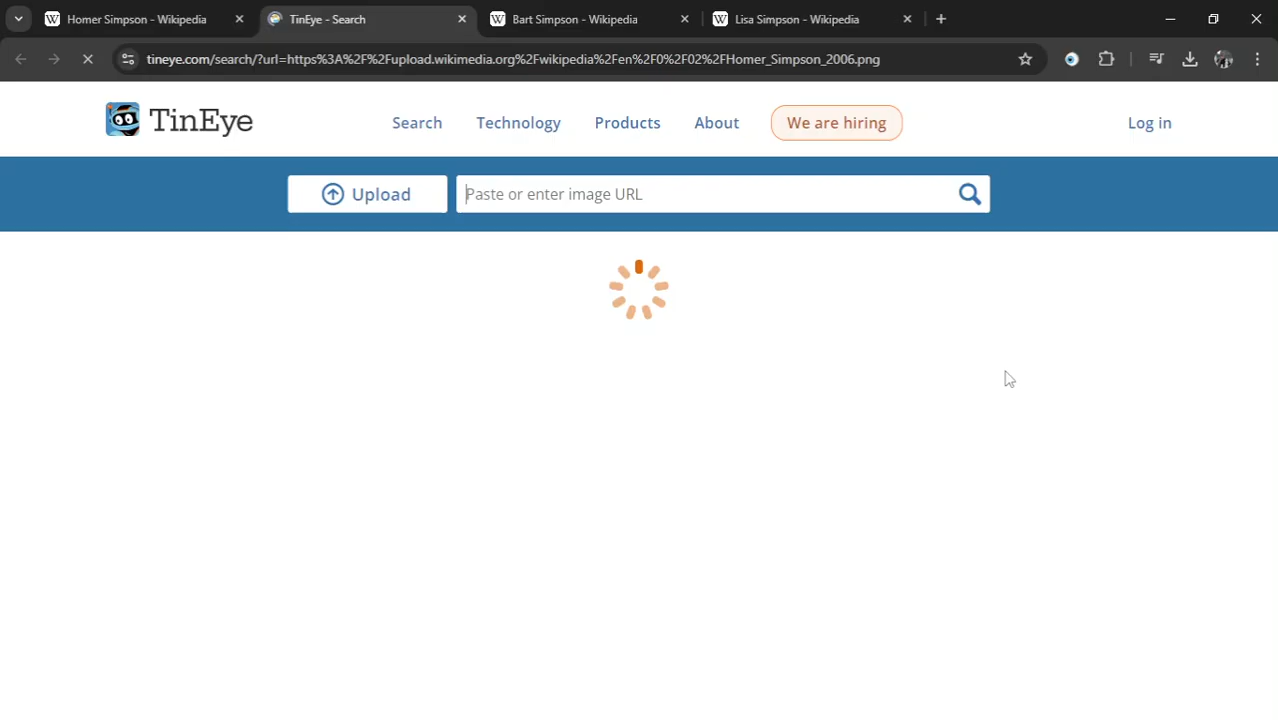 Homer Simpson - Wikipedia
TinEye - Search
Bart Simpson - Wikipedia
Lisa Simpson - Wikipedia
tineye.com/search/?url=https%3A%2F%2Fupload.wikimedia.org%2Fwikipedia%2Fen%2F0%2F02%2FHomer_Simpson_2006.png
TinEye
Search
Technology
Products
About
We are hiring
Log in
Upload
Paste or enter image URL